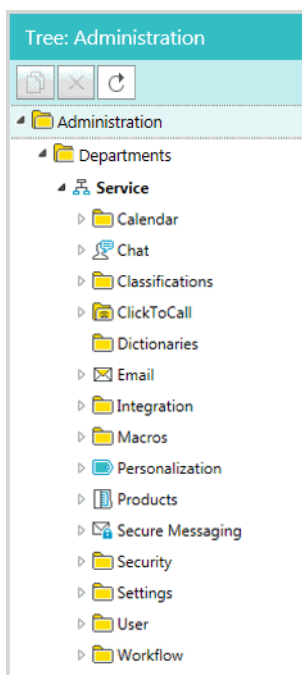 Tree: Administration
Administration
Departments
Service
Calendar
Chat
Classifications
ClickToCall
Dictionaries
Email
Integration
Macros
Personalization
Products
Secure Messaging
Security
Settings
User
Workflow